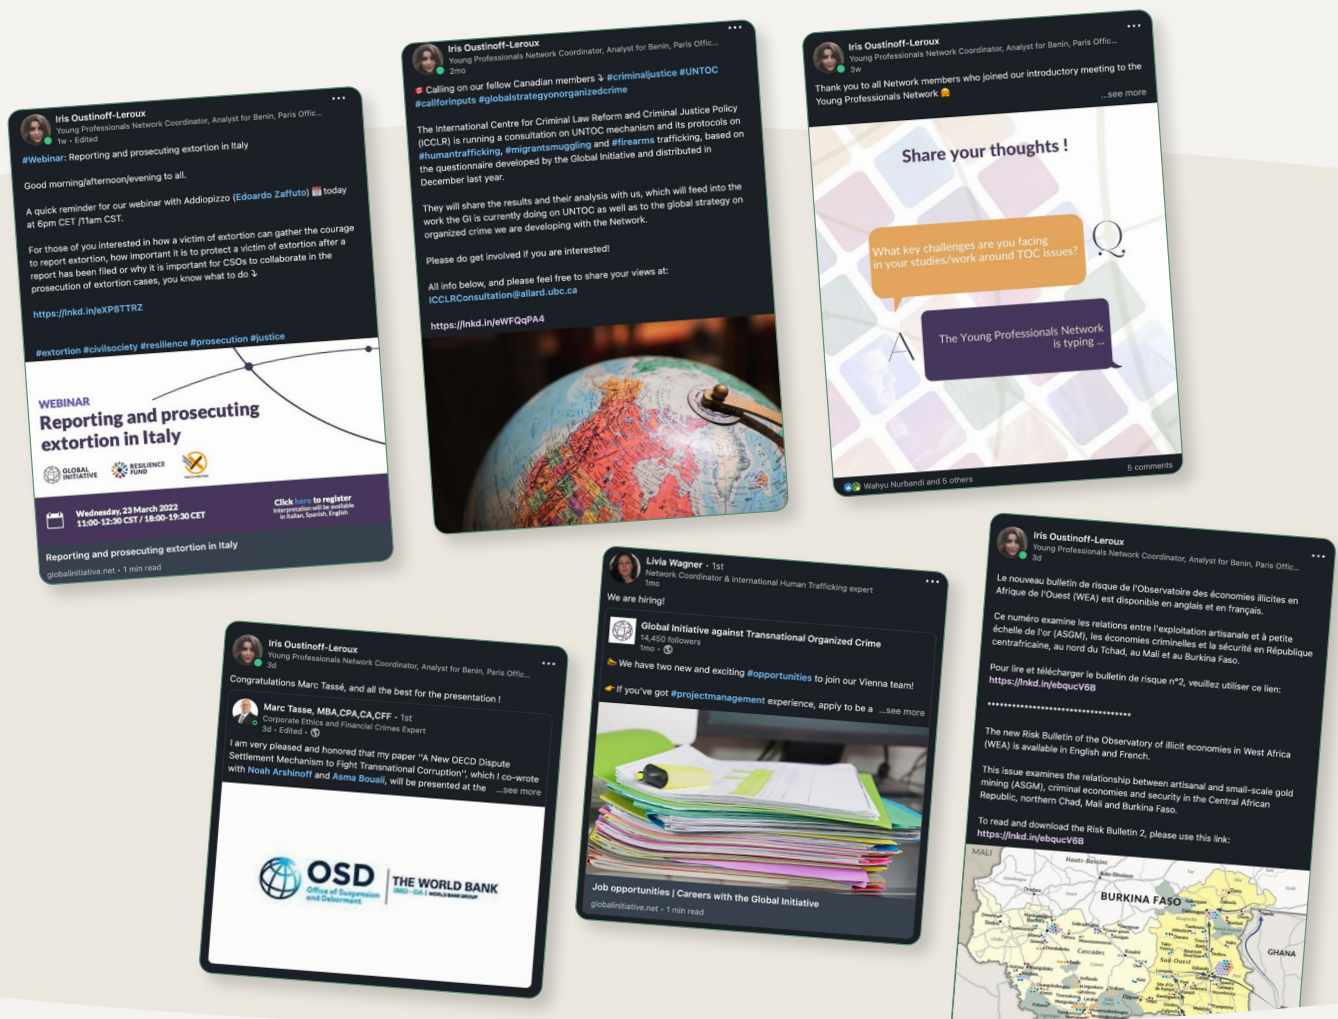 Iris Oustinoff-Leroux
Young Professionals Network Coordinator, Analyst for Benin, Paris Offic...
1w • Edited
#Webinar: Reporting and prosecuting extortion in Italy
Good morning/afternoon/evening to all.
A quick reminder for our webinar with Addiopizzo (Edoardo Zaffuto) 📅 today
at 6pm CET /11am CST.
For those of you interested in how a victim of extortion can gather the courage
to report extortion, how important it is to protect a victim of extortion after a
report has been filed or why it is important for CSOs to collaborate in the
prosecution of extortion cases, you know what to do ⤵
https://lnkd.in/eXP8TTRZ
#extortion #civilsociety #resilience #prosecution #justice
WEBINAR
Reporting and prosecuting
extortion in Italy
GLOBAL
INITIATIVE
RESILIENCE
FUND
Wednesday, 23 March 2022
11:00-12:30 CST / 18:00-19:30 CET
Click here to register
Interpretation will be available
in Italian, Spanish, English
Reporting and prosecuting extortion in Italy
globalinitiative.net • 1 min read
Iris Oustinoff-Leroux
Young Professionals Network Coordinator, Analyst for Benin, Paris Offic...
2mo
🇨🇦 Calling on our fellow Canadian members ⤵ #criminaljustice #UNTOC
#callforinputs #globalstrategyonorganizedcrime
The International Centre for Criminal Law Reform and Criminal Justice Policy
(ICCLR) is running a consultation on UNTOC mechanism and its protocols on
#humantrafficking, #migrantsmuggling and #firearms trafficking, based on
the questionnaire developed by the Global Initiative and distributed in
December last year.
They will share the results and their analysis with us, which will feed into the
work the GI is currently doing on UNTOC as well as to the global strategy on
organized crime we are developing with the Network.
Please do get involved if you are interested!
All info below, and please feel free to share your views at:
ICCLRConsultation@allard.ubc.ca
https://lnkd.in/eWFQqPA4
Iris Oustinoff-Leroux
Young Professionals Network Coordinator, Analyst for Benin, Paris Offic...
3w
Thank you to all Network members who joined our introductory meeting to the
Young Professionals Network 🤗
...see more
Share your thoughts !
What key challenges are you facing
in your studies/work around TOC issues?
Q
A
The Young Professionals Network
is typing ...
Wahyu Nurbandi and 5 others
5 comments
Iris Oustinoff-Leroux
Young Professionals Network Coordinator, Analyst for Benin, Paris Offic...
3d
Congratulations Marc Tassé, and all the best for the presentation !
Marc Tasse, MBA,CPA,CA,CFF • 1st
Corporate Ethics and Financial Crimes Expert
3d • Edited •
I am very pleased and honored that my paper "A New OECD Dispute
Settlement Mechanism to Fight Transnational Corruption", which I co-wrote
with Noah Arshinoff and Asma Bouali, will be presented at the ...see more
OSD
Office of Suspension
and Debarment
THE WORLD BANK
IBRD • IDA | WORLD BANK GROUP
Livia Wagner • 1st
Network Coordinator & international Human Trafficking expert
1mo
We are hiring!
Global Initiative against Transnational Organized Crime
14,450 followers
1mo •
We have two new and exciting #opportunities to join our Vienna team!
👉 If you've got #projectmanagement experience, apply to be a ...see more
Job opportunities | Careers with the Global Initiative
globalinitiative.net • 1 min read
Iris Oustinoff-Leroux
Young Professionals Network Coordinator, Analyst for Benin, Paris Offic...
3d
Le nouveau bulletin de risque de l'Observatoire des économies illicites en
Afrique de l'Ouest (WEA) est disponible en anglais et en français.
Ce numéro examine les relations entre l'exploitation artisanale et à petite
échelle de l'or (ASGM), les économies criminelles et la sécurité en République
centrafricaine, au nord du Tchad, au Mali et au Burkina Faso.
Pour lire et télécharger le bulletin de risque n°2, veuillez utiliser ce lien:
https://lnkd.in/ebqucV6B
The new Risk Bulletin of the Observatory of illicit economies in West Africa
(WEA) is available in English and French.
This issue examines the relationship between artisanal and small-scale gold
mining (ASGM), criminal economies and security in the Central African
Republic, northern Chad, Mali and Burkina Faso.
To read and download the Risk Bulletin 2, please use this link:
https://lnkd.in/ebqucV6B
MALI
Hauts-Bassins
BURKINA FASO
GHANA
Cascades
Sud-Ouest